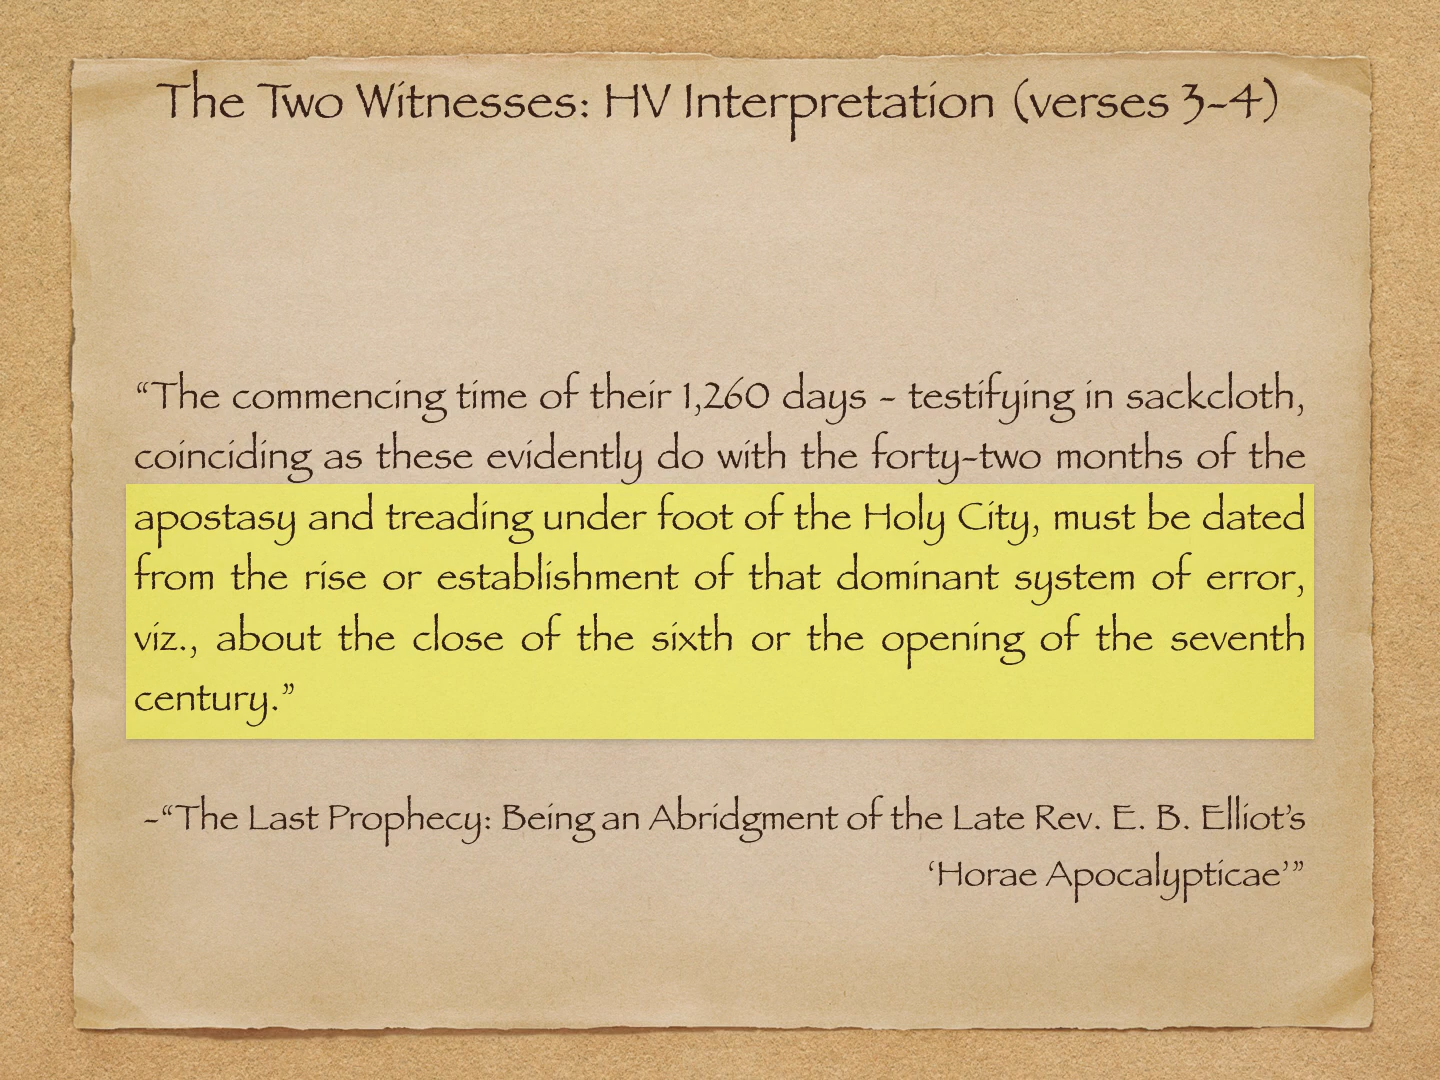 The Two Witnesses: HV Interpretation (verses 3-4)
“The commencing time of their 1,260 days - testifying in sackcloth,
coinciding as these evidently do with the forty-two months of the
apostasy and treading under foot of the Holy City, must be dated
from the rise or establishment of that dominant system of error,
viz., about the close of the sixth or the opening of the seventh
century.”
-“The Last Prophecy: Being an Abridgment of the Late Rev. E. B. Elliot’s
‘Horae Apocalypticae’”